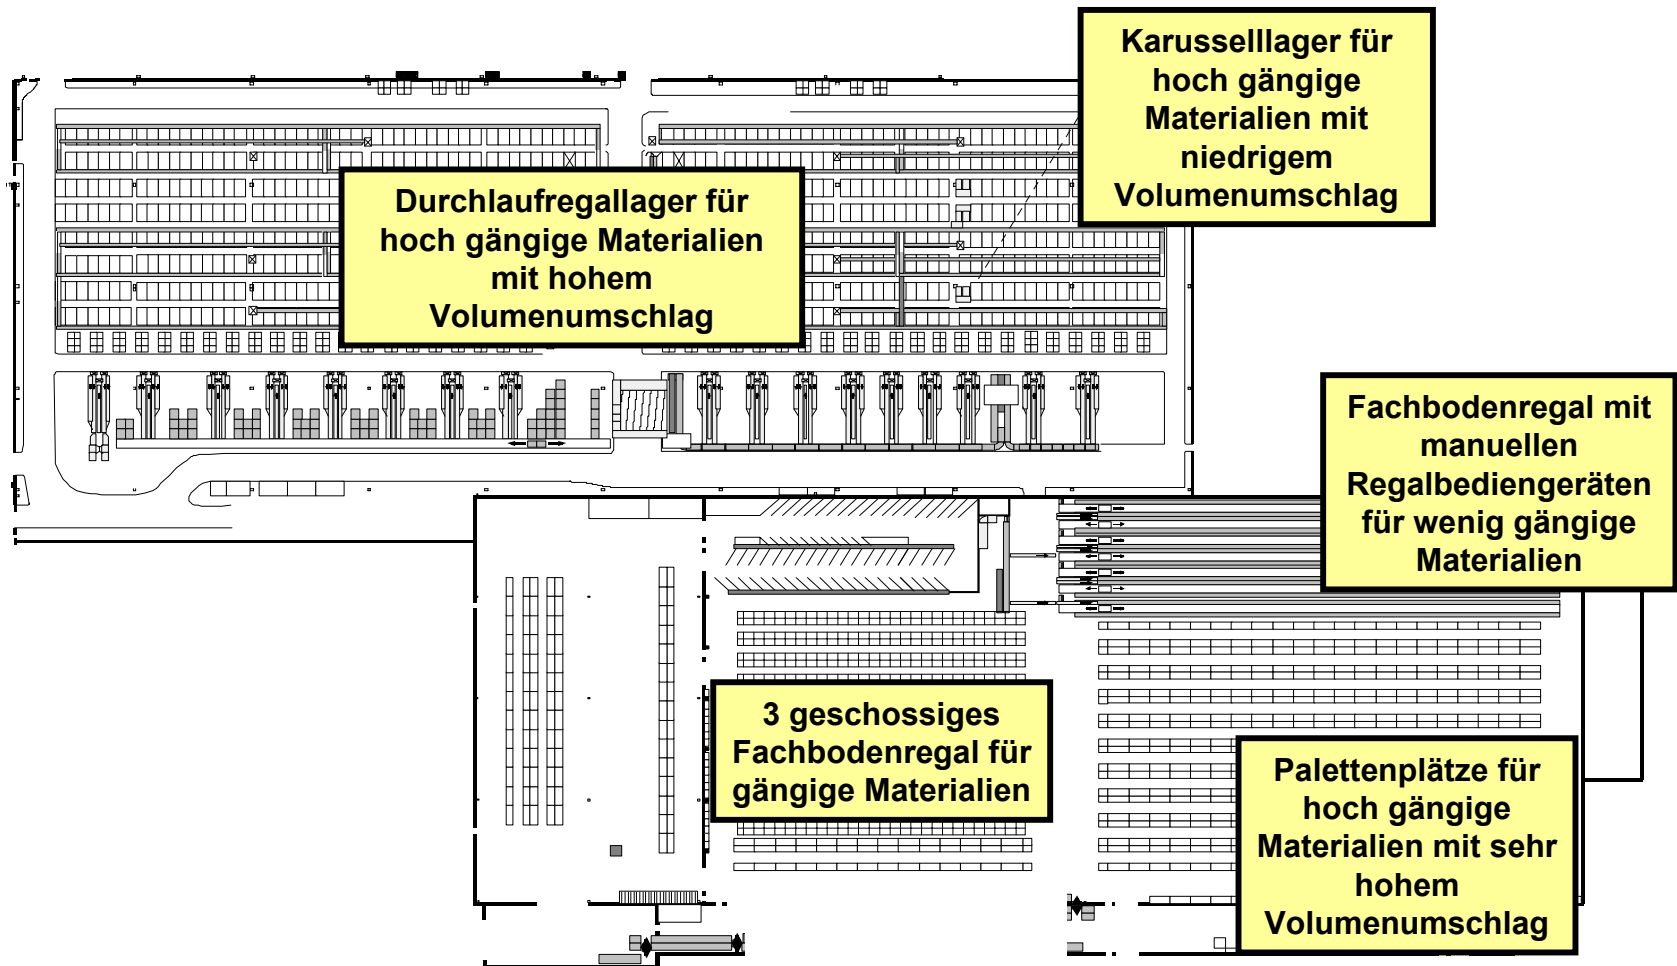 Karusselllager für
hoch gängige
Materialien mit
niedrigem
Volumenumschlag
Durchlaufregallager für
hoch gängige Materialien
mit hohem
Volumenumschlag
Fachbodenregal mit
manuellen
Regalbediengeräten
für wenig gängige
Materialien
3 geschossiges
Fachbodenregal für
gängige Materialien
Palettenplätze für
hoch gängige
Materialien mit sehr
hohem
Volumenumschlag